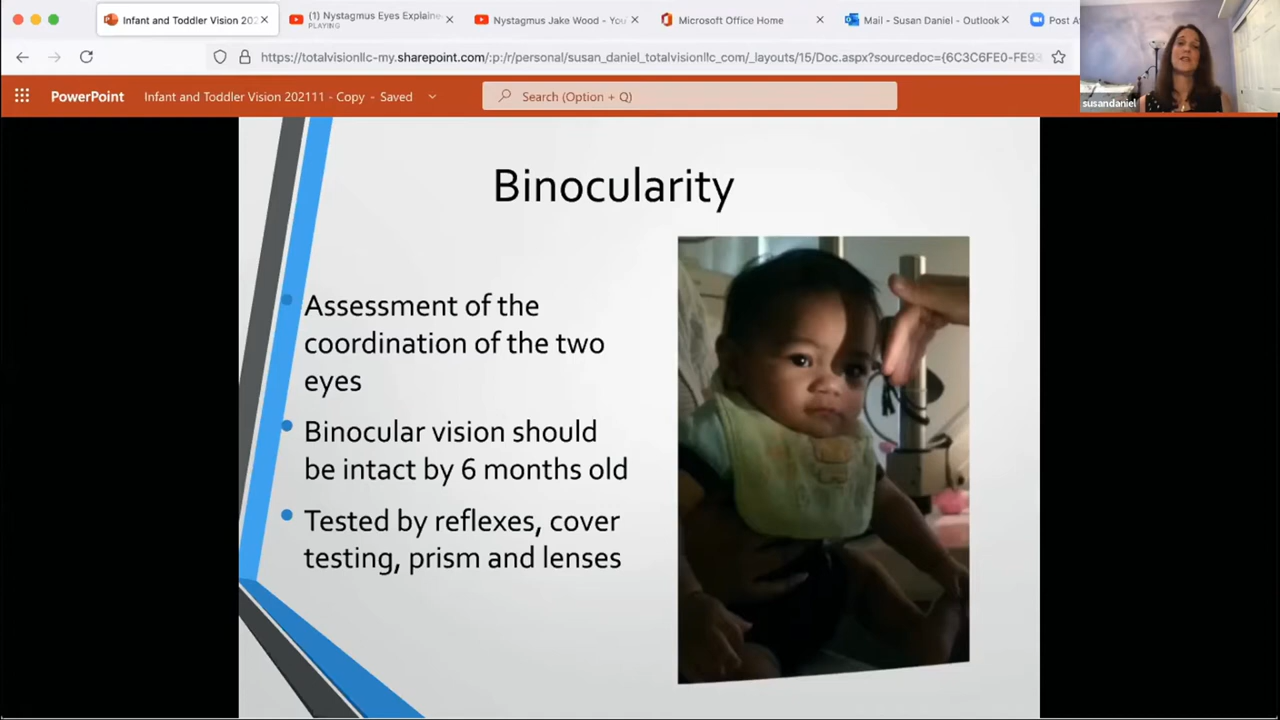 Infant and Toddler Vision 202
(1) Nystagmus Eyes Explaine
PLAYING
Nystagmus Jake Wood - You
Microsoft Office Home
Mail - Susan Daniel - Outlook
Post A
https://totalvisionllc-my.sharepoint.com/:p:/r/personal/susan_daniel_totalvisionllc_com/_layouts/15/Doc.aspx?sourcedoc={6C3C6FE0-FE93
susandaniel
PowerPoint
Infant and Toddler Vision 202111 - Copy - Saved
Search (Option + Q)
Binocularity
Assessment of the
coordination of the two
eyes
Binocular vision should
be intact by 6 months old
Tested by reflexes, cover
testing, prism and lenses